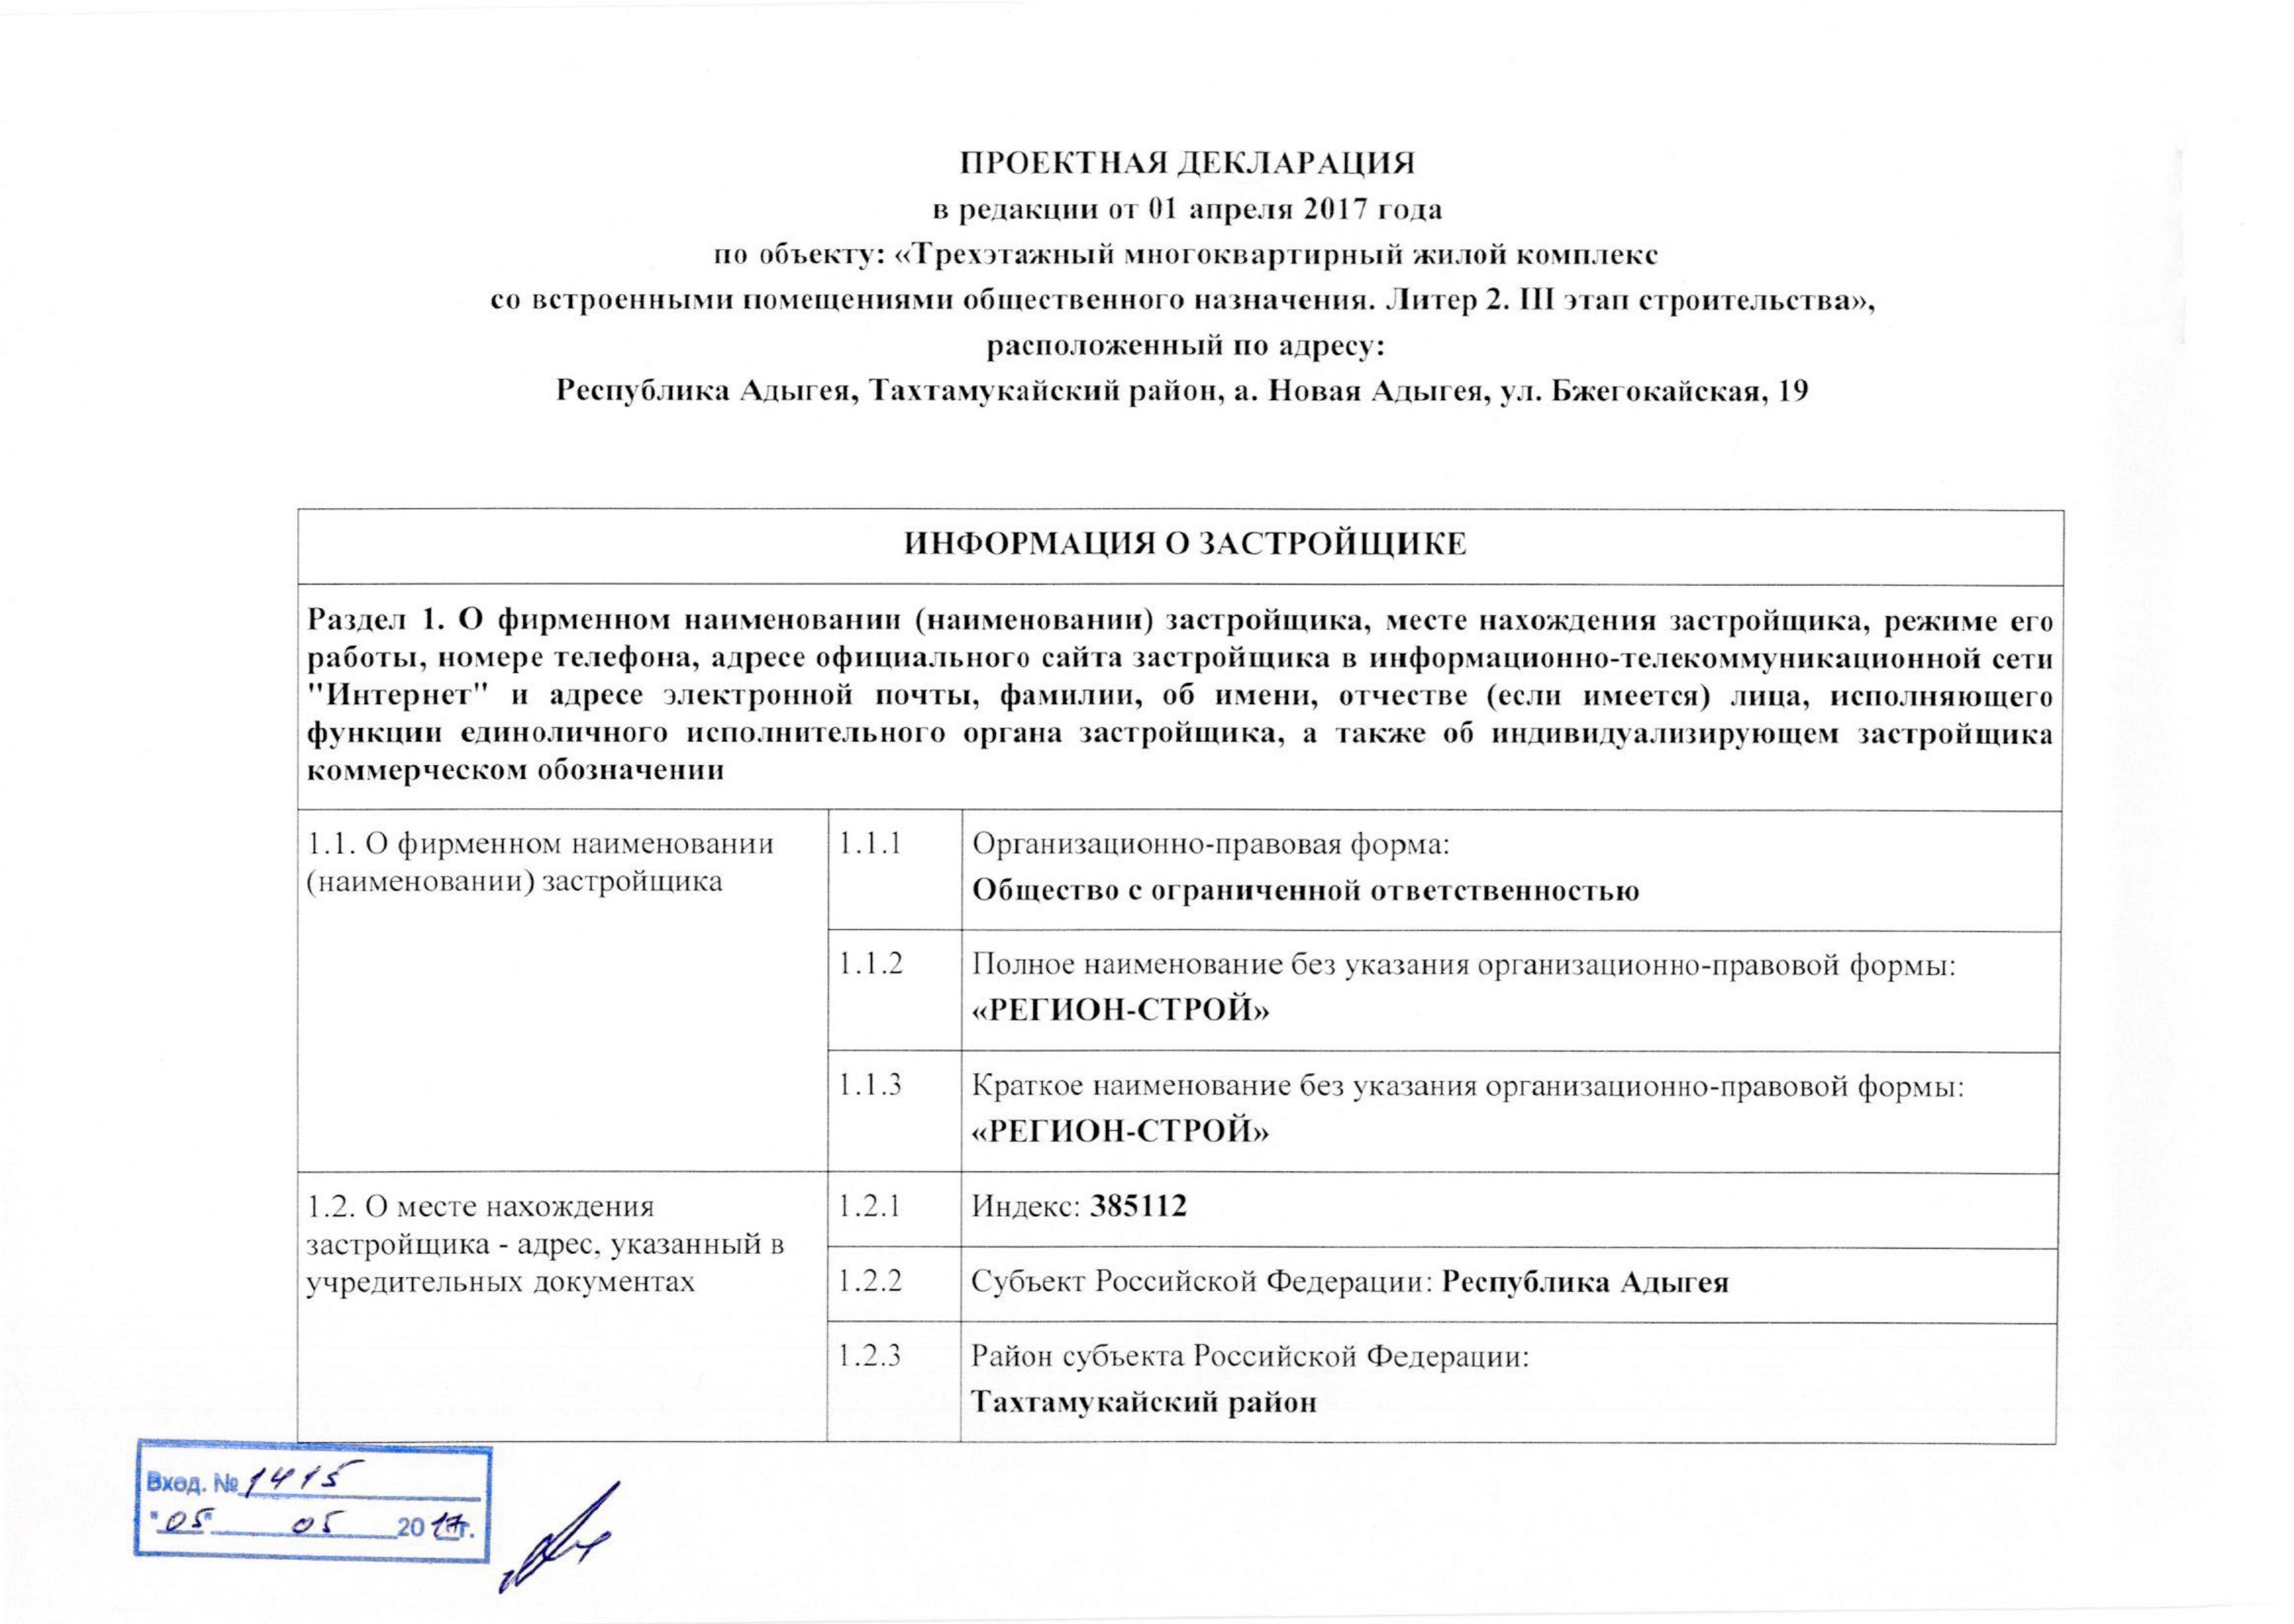 ПРОЕКТНАЯ ДЕКЛАРАЦИЯ
в редакции от 01 апреля 2017 года
по объекту: «Трехэтажный многоквартирный жилой комплекс
со встроенными помещениями общественного назначения. Литер 2. III этап строительства»,
расположенный по адресу:
Республика Адыгея, Тахтамукайский район, а. Новая Адыгея, ул. Бжегокайская, 19
ИНФОРМАЦИЯ О ЗАСТРОЙЩИКЕ
Раздел 1. О фирменном наименовании (наименовании) застройщика, месте нахождения застройщика, режиме его
работы, номере телефона, адресе официального сайта застройщика в информационно-телекоммуникационной сети
"Интернет" и адресе электронной почты, фамилии, об имени, отчестве (если имеется) лица, исполняющего
функции единоличного исполнительного органа застройщика, а также об индивидуализирующем застройщика
коммерческом обозначении
1.1. О фирменном наименовании
(наименовании) застройщика
1.1.1
Организационно-правовая форма:
Общество с ограниченной ответственностью
1.1.2
Полное наименование без указания организационно-правовой формы:
«РЕГИОН-СТРОЙ»
1.1.3
Краткое наименование без указания организационно-правовой формы:
«РЕГИОН-СТРОЙ»
1.2. О месте нахождения
застройщика - адрес, указанный в
учредительных документах
1.2.1
Индекс: 385112
1.2.2
Субъект Российской Федерации: Республика Адыгея
1.2.3
Район субъекта Российской Федерации:
Тахтамукайский район
Вход. № 1415
"05" 05 2017г.